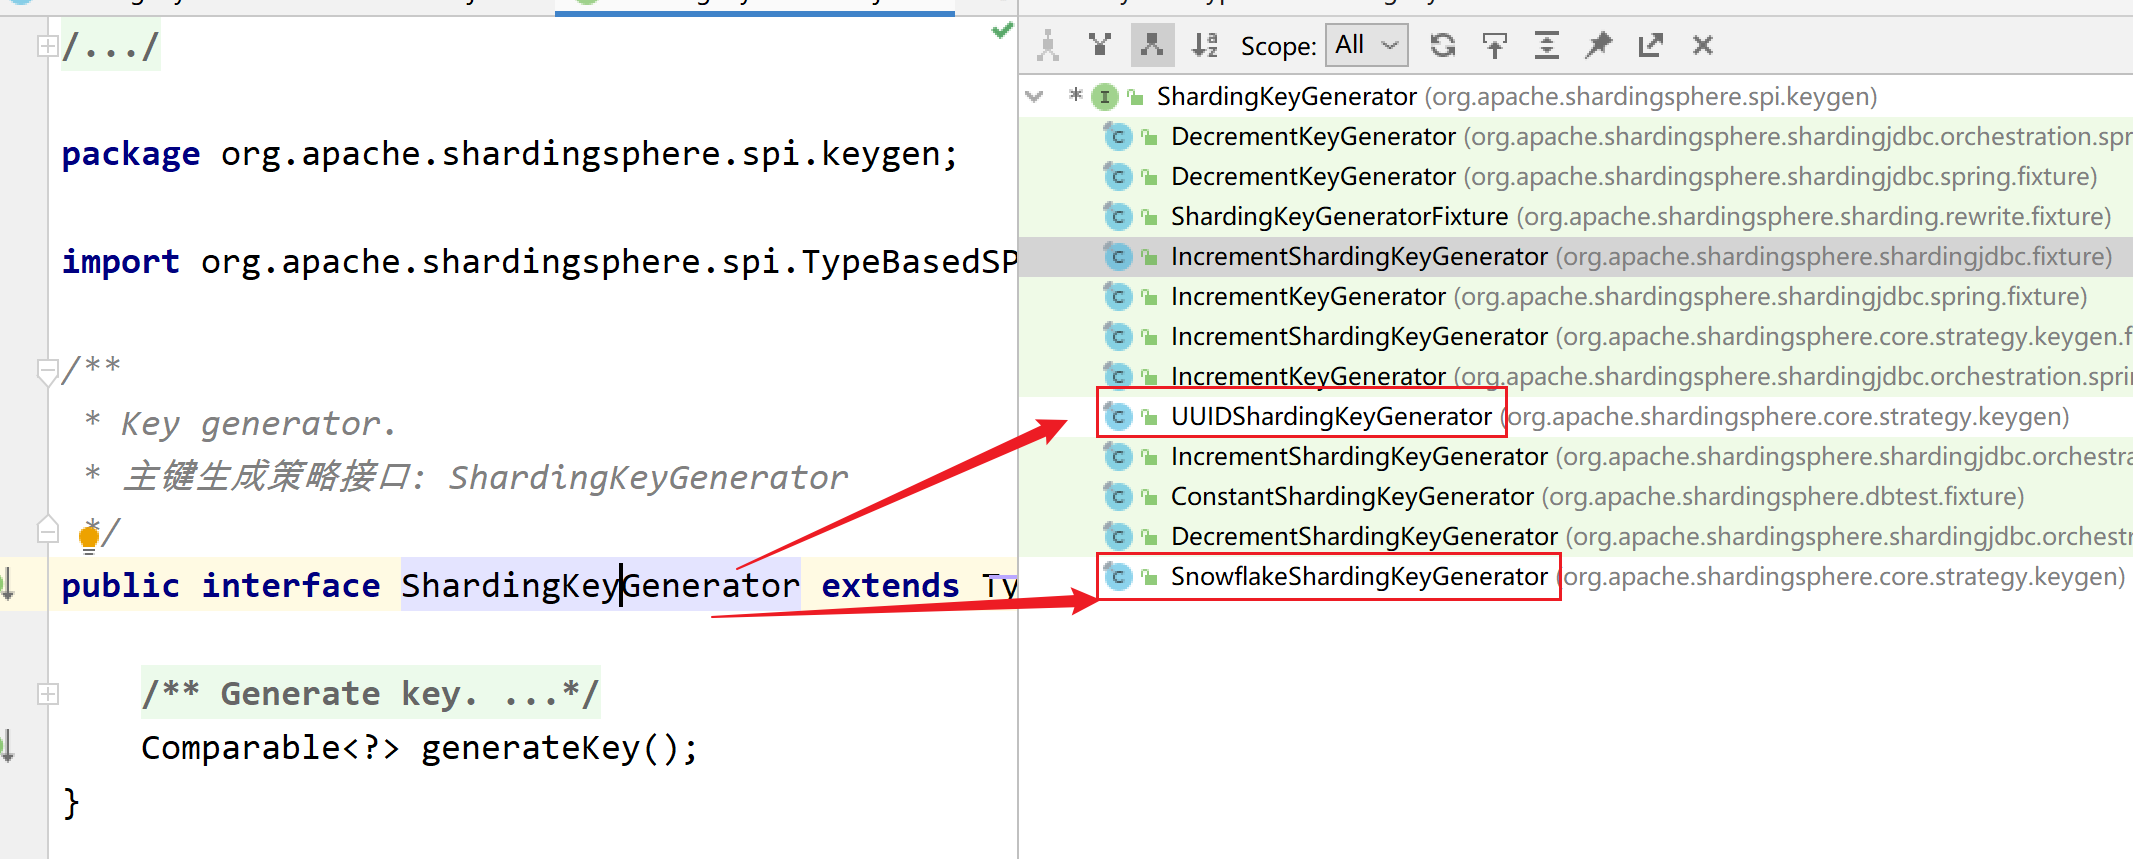 /.../
package org.apache.shardingsphere.spi.keygen;
import org.apache.shardingsphere.spi.TypeBasedSP
/**
* Key generator.
* 主键生成策略接口: ShardingKeyGenerator
*/
public interface ShardingKeyGenerator extends Ty
/** Generate key. ...*/
Comparable<?> generateKey();
}
Scope: All
* ShardingKeyGenerator (org.apache.shardingsphere.spi.keygen)
DecrementKeyGenerator (org.apache.shardingsphere.shardingjdbc.orchestration.spr
DecrementKeyGenerator (org.apache.shardingsphere.shardingjdbc.spring.fixture)
ShardingKeyGeneratorFixture (org.apache.shardingsphere.sharding.rewrite.fixture)
IncrementShardingKeyGenerator (org.apache.shardingsphere.shardingjdbc.fixture)
IncrementKeyGenerator (org.apache.shardingsphere.shardingjdbc.spring.fixture)
IncrementShardingKeyGenerator (org.apache.shardingsphere.core.strategy.keygen.f
IncrementKeyGenerator (org.apache.shardingsphere.shardingjdbc.orchestration.sprin
UUIDShardingKeyGenerator (org.apache.shardingsphere.core.strategy.keygen)
IncrementShardingKeyGenerator (org.apache.shardingsphere.shardingjdbc.orchestra
ConstantShardingKeyGenerator (org.apache.shardingsphere.dbtest.fixture)
DecrementShardingKeyGenerator (org.apache.shardingsphere.shardingjdbc.orchestr
SnowflakeShardingKeyGenerator (org.apache.shardingsphere.core.strategy.keygen)